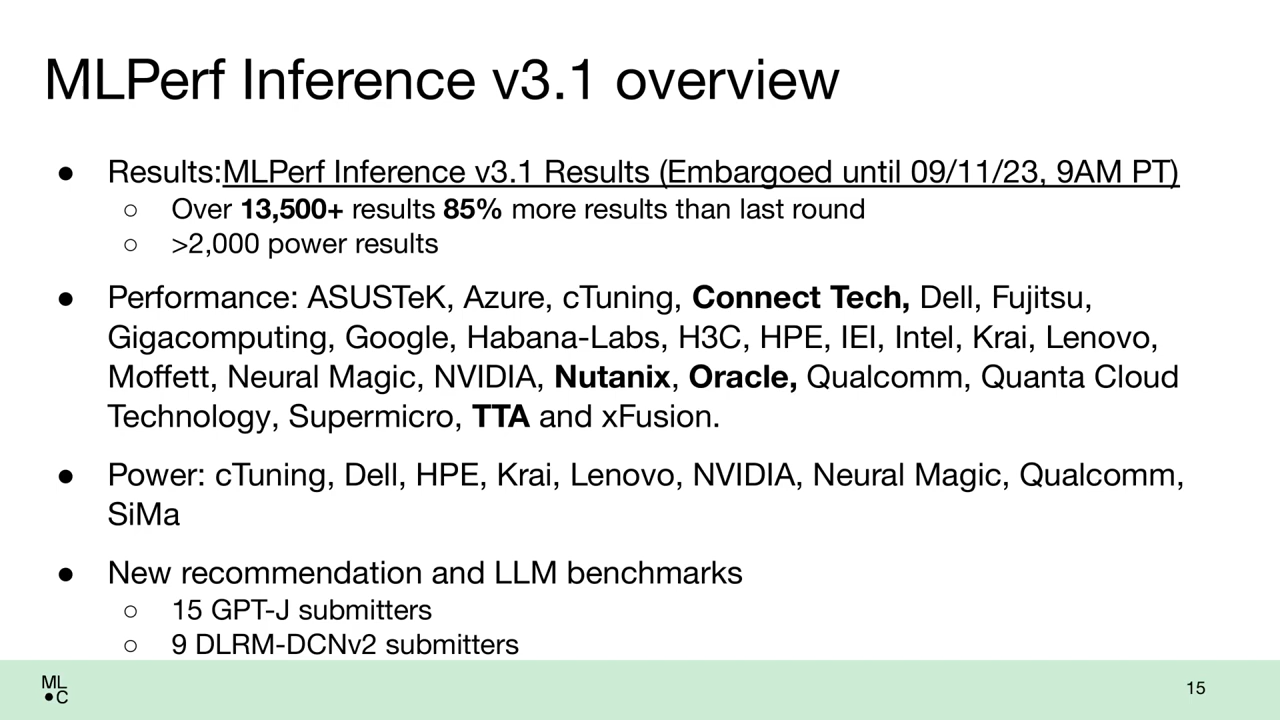 MLPerf Inference v3.1 overview
● Results:MLPerf Inference v3.1 Results (Embargoed until 09/11/23, 9AM PT)
○ Over 13,500+ results 85% more results than last round
○ >2,000 power results
● Performance: ASUSTeK, Azure, cTuning, Connect Tech, Dell, Fujitsu,
Gigacomputing, Google, Habana-Labs, H3C, HPE, IEI, Intel, Krai, Lenovo,
Moffett, Neural Magic, NVIDIA, Nutanix, Oracle, Qualcomm, Quanta Cloud
Technology, Supermicro, TTA and xFusion.
● Power: cTuning, Dell, HPE, Krai, Lenovo, NVIDIA, Neural Magic, Qualcomm,
SiMa
● New recommendation and LLM benchmarks
○ 15 GPT-J submitters
○ 9 DLRM-DCNv2 submitters
ML
●C
15